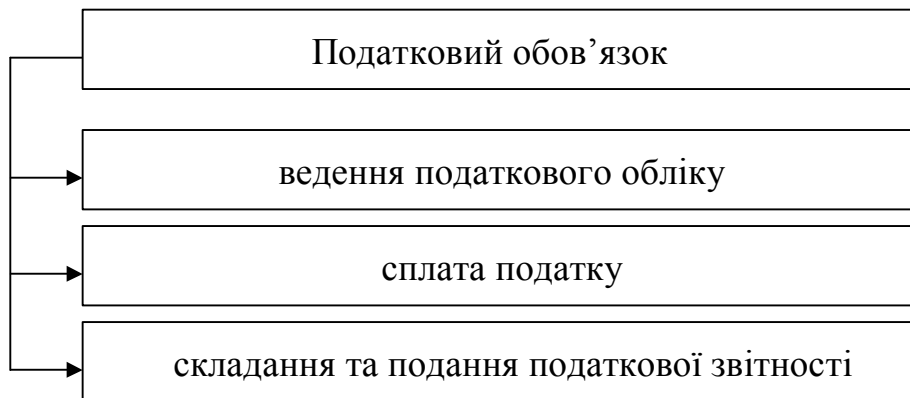 Податковий обов’язок
ведення податкового обліку
сплата податку
складання та подання податкової звітності